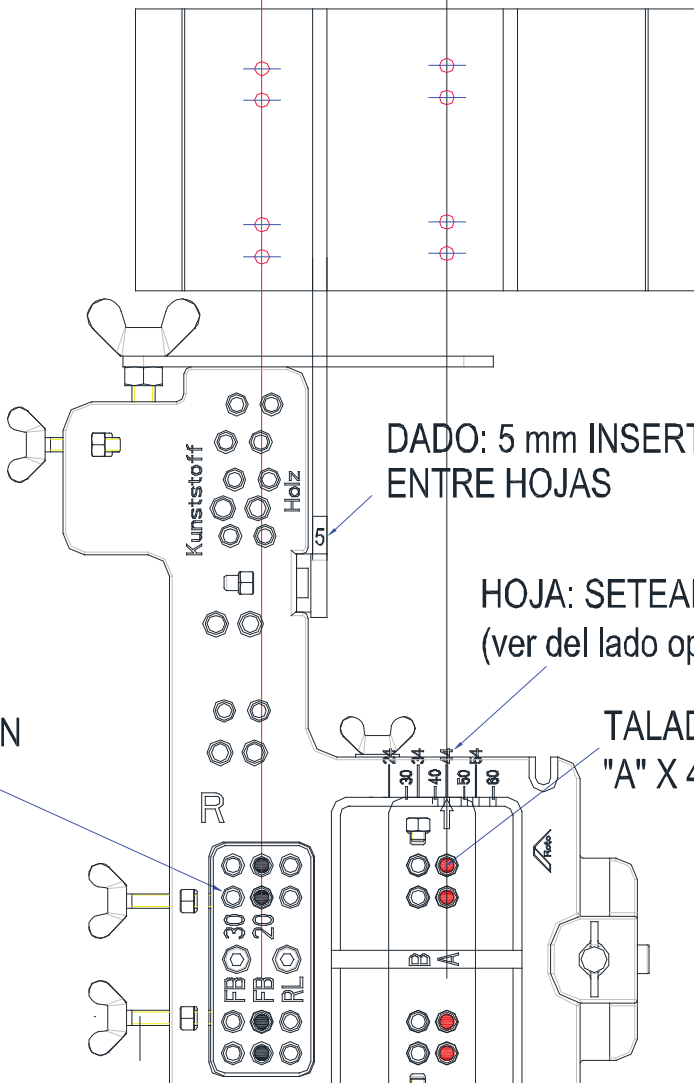 DADO: 5 mm INSERT
ENTRE HOJAS
Kunststoff
Holz
5
HOJA: SETEA
(ver del lado op
N
TALAD
"A" X 4
24 34 44 54
30 40 50 60
R
Roto
30 20
B A
FB FB RL